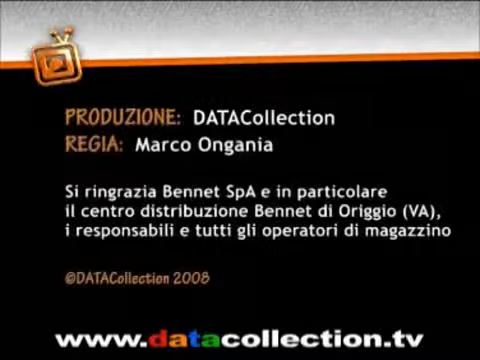 PRODUZIONE: DATACollection
REGIA: Marco Ongania
Si ringrazia Bennet SpA e in particolare
il centro distribuzione Bennet di Origgio (VA),
i responsabili e tutti gli operatori di magazzino
©DATACollection 2008
www.datacollection.tv